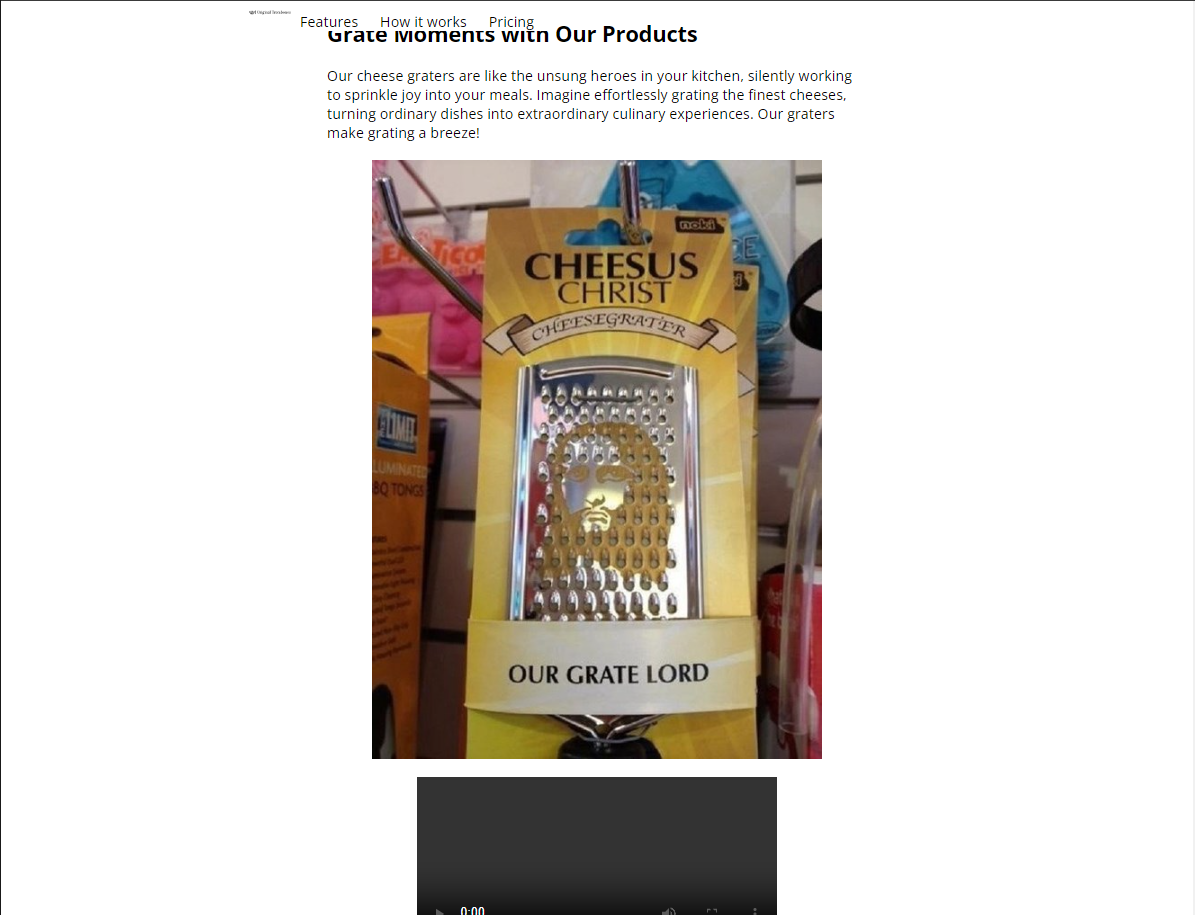 Features How it works Pricing
Grate Moments with Our Products
Our cheese graters are like the unsung heroes in your kitchen, silently working
to sprinkle joy into your meals. Imagine effortlessly grating the finest cheeses,
turning ordinary dishes into extraordinary culinary experiences. Our graters
make grating a breeze!
noki
CHEESUS
CHRIST
CHEESEGRATER
LIMIT
LUMINATED
BQ TONGS
OUR GRATE LORD
0:00